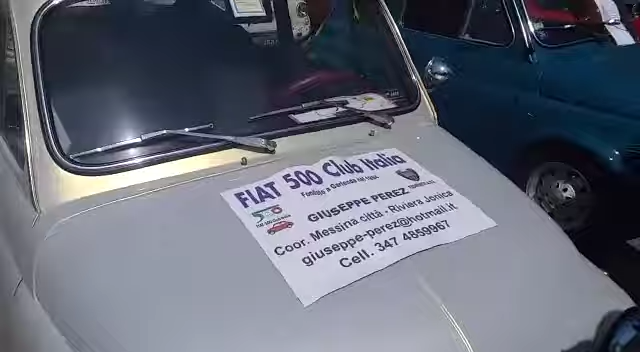 FIAT 500 Club Italia
GIUSEPPE PEREZ
Coor. Messina città - Riviera Jonica
giuseppe-perez@hotmail.it
Cell. 347 4859967